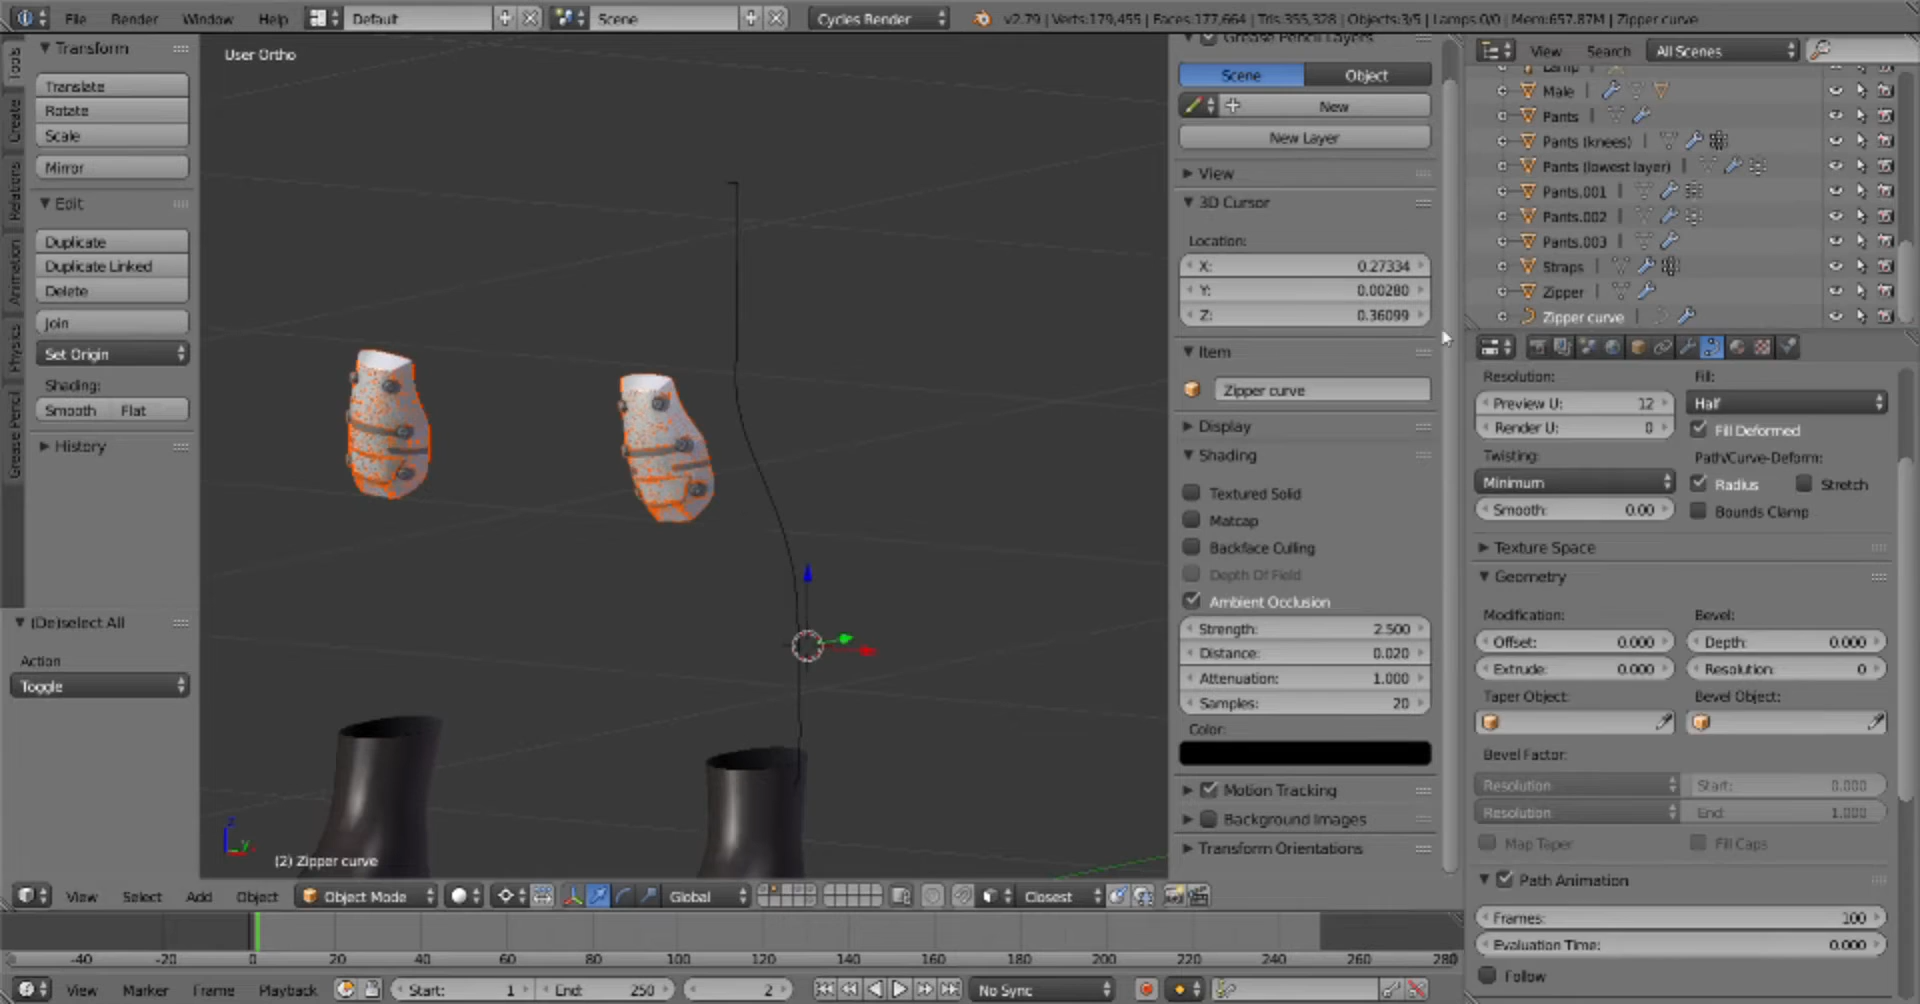 File Render Window Help Default Scene Cycles Render v2.79 | Verts:179,455 | Faces:177,664 | Tris:355,328 | Objects:3/5 | Lamps:0/0 | Mem:657.87M | Zipper curve
Tools
Create
Relations
Animation
Physics
Grease Pencil
Transform
Translate
Rotate
Scale
Mirror
Edit
Duplicate
Duplicate Linked
Delete
Join
Set Origin
Shading:
Smooth Flat
History
(De)select All
Action
Toggle
User Ortho
(2) Zipper curve
Grease Pencil Layers
Scene Object
New
New Layer
View
3D Cursor
Location:
X: 0.27334
Y: 0.00280
Z: 0.36099
Item
Zipper curve
Display
Shading
Textured Solid
Matcap
Backface Culling
Depth Of Field
Ambient Occlusion
Strength: 2.500
Distance: 0.020
Attenuation: 1.000
Samples: 20
Color:
Motion Tracking
Background Images
Transform Orientations
View Search All Scenes
Lamp
Male
Pants
Pants (knees)
Pants (lowest layer)
Pants.001
Pants.002
Pants.003
Straps
Zipper
Zipper curve
Resolution: Fill:
Preview U: 12 Half
Render U: 0 Fill Deformed
Twisting: Path/Curve-Deform:
Minimum Radius Stretch
Smooth: 0.00 Bounds Clamp
Texture Space
Geometry
Modification: Bevel:
Offset: 0.000 Depth: 0.000
Extrude: 0.000 Resolution: 0
Taper Object: Bevel Object:
Bevel Factor:
Resolution Start: 0.000
Resolution End: 1.000
Map Taper Fill Caps
Path Animation
Frames: 100
Evaluation Time: 0.000
Follow
View Select Add Object Object Mode Global Closest
-40 -20 0 20 40 60 80 100 120 140 160 180 200 220 240 260 280
View Marker Frame Playback Start: 1 End: 250 2 No Sync